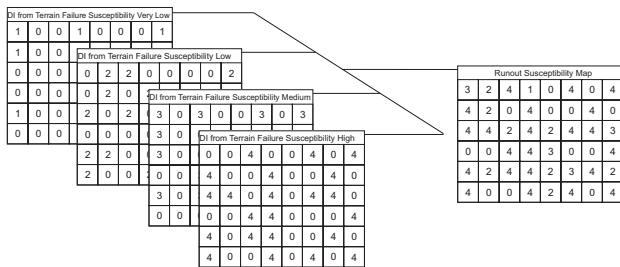 DI from Terrain Failure Susceptibility Very Low
1 0 0 1 0 0 0 1
1 0 0
0 0 0
0 0 0
1 0 0
0 0 0
DI from Terrain Failure Susceptibility Low
0 2 2 0 0 0 0 2
0 2 0
2 0 2
0 0 0
2 2 0
2 0 0
DI from Terrain Failure Susceptibility Medium
3 0 3 0 0 3 0 3
3 0
3 0
0 0
3 0
0 0
DI from Terrain Failure Susceptibility High
0 0 4 0 0 4 0 4
4 0 0 4 0 0 4 0
4 4 0 4 0 4 4 0
0 0 4 4 0 0 0 4
4 0 4 4 0 0 4 0
4 0 0 4 0 4 0 4
Runout Susceptibility Map
3 2 4 1 0 4 0 4
4 2 0 4 0 0 4 0
4 4 2 4 2 4 4 3
0 0 4 4 3 0 0 4
4 2 4 4 2 3 4 2
4 0 0 4 2 4 0 4